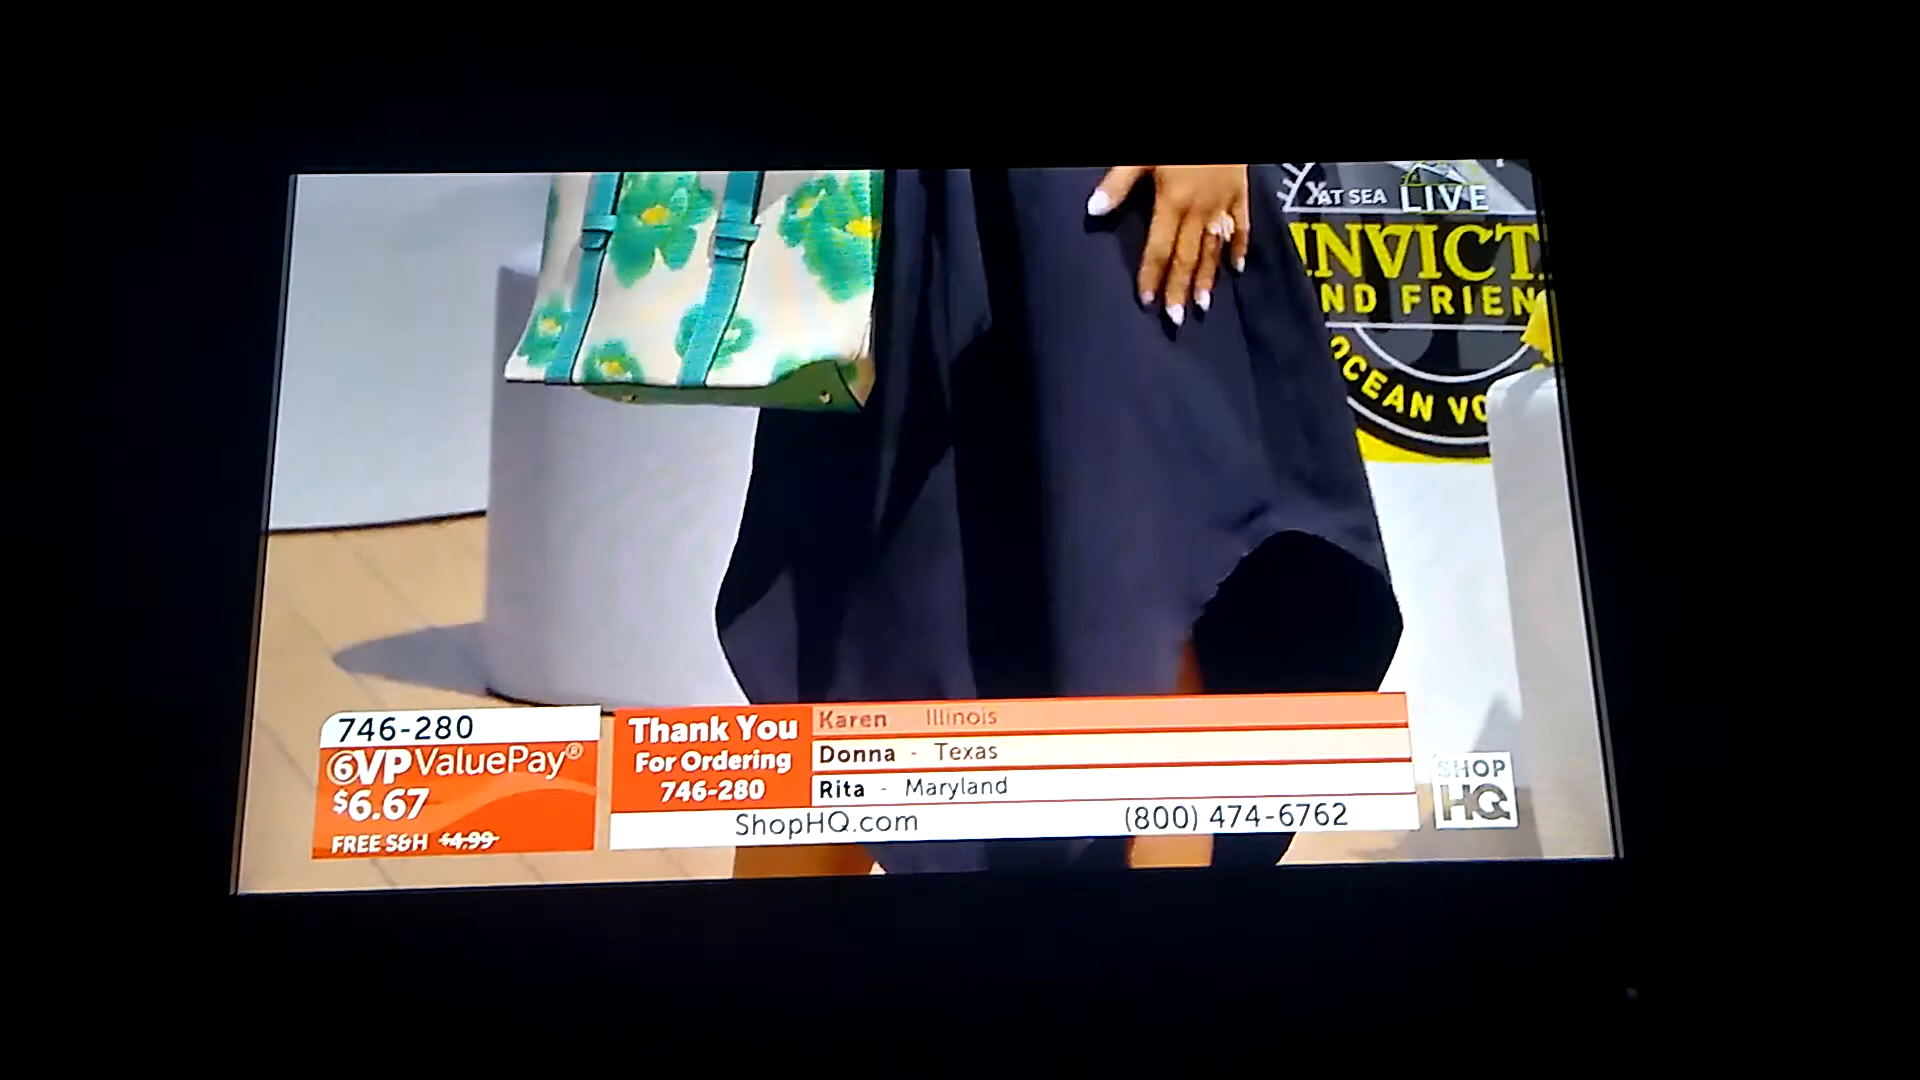 AT SEA LIVE
INVICT
ND FRIEN
OCEAN VO
746-280
6VP ValuePay®
$6.67
FREE S&H $4.99
Thank You
For Ordering
746-280
Karen Illinois
Donna - Texas
Rita - Maryland
ShopHQ.com (800) 474-6762
SHOP
HQ